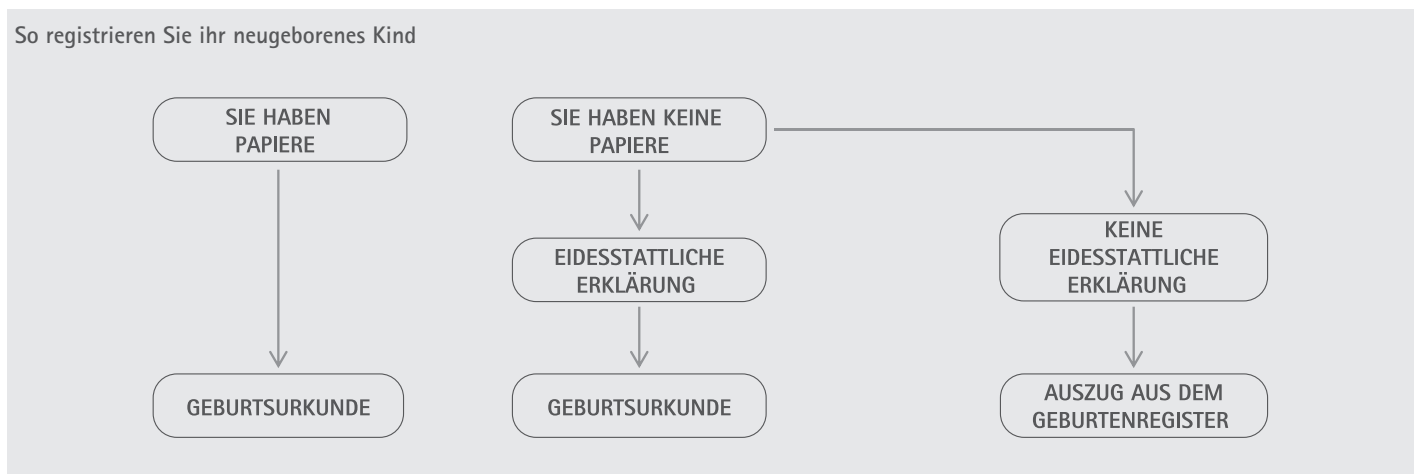 So registrieren Sie ihr neugeborenes Kind
SIE HABEN
PAPIERE
SIE HABEN KEINE
PAPIERE
EIDESSTATTLICHE
ERKLÄRUNG
KEINE
EIDESSTATTLICHE
ERKLÄRUNG
GEBURTSURKUNDE
GEBURTSURKUNDE
AUSZUG AUS DEM
GEBURTENREGISTER